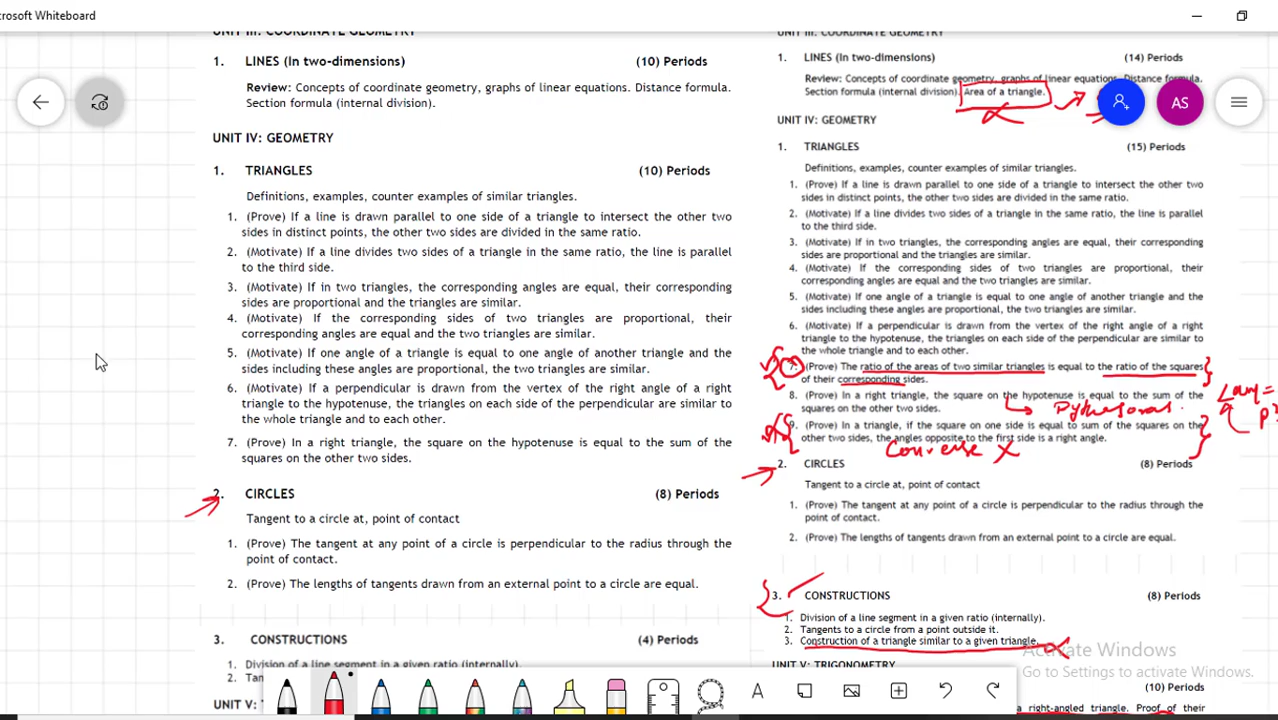 crosoft Whiteboard
UNIT III: COORDINATE GEOMETRY
1. LINES (In two-dimensions) (10) Periods
Review: Concepts of coordinate geometry, graphs of linear equations. Distance formula.
Section formula (internal division).
UNIT IV: GEOMETRY
1. TRIANGLES (10) Periods
Definitions, examples, counter examples of similar triangles.
1. (Prove) If a line is drawn parallel to one side of a triangle to intersect the other two
sides in distinct points, the other two sides are divided in the same ratio.
2. (Motivate) If a line divides two sides of a triangle in the same ratio, the line is parallel
to the third side.
3. (Motivate) If in two triangles, the corresponding angles are equal, their corresponding
sides are proportional and the triangles are similar.
4. (Motivate) If the corresponding sides of two triangles are proportional, their
corresponding angles are equal and the two triangles are similar.
5. (Motivate) If one angle of a triangle is equal to one angle of another triangle and the
sides including these angles are proportional, the two triangles are similar.
6. (Motivate) If a perpendicular is drawn from the vertex of the right angle of a right
triangle to the hypotenuse, the triangles on each side of the perpendicular are similar to
the whole triangle and to each other.
7. (Prove) In a right triangle, the square on the hypotenuse is equal to the sum of the
squares on the other two sides.
2. CIRCLES (8) Periods
Tangent to a circle at, point of contact
1. (Prove) The tangent at any point of a circle is perpendicular to the radius through the
point of contact.
2. (Prove) The lengths of tangents drawn from an external point to a circle are equal.
3. CONSTRUCTIONS (4) Periods
1. Division of a line segment in a given ratio (internally).
2. Tan
UNIT V: T
UNIT III: COORDINATE GEOMETRY
1. LINES (In two-dimensions) (14) Periods
Review: Concepts of coordinate geometry, graphs of linear equations. Distance formula.
Section formula (internal division). Area of a triangle.
AS
UNIT IV: GEOMETRY
1. TRIANGLES (15) Periods
Definitions, examples, counter examples of similar triangles.
1. (Prove) If a line is drawn parallel to one side of a triangle to intersect the other two
sides in distinct points, the other two sides are divided in the same ratio.
2. (Motivate) If a line divides two sides of a triangle in the same ratio, the line is parallel
to the third side.
3. (Motivate) If in two triangles, the corresponding angles are equal, their corresponding
sides are proportional and the triangles are similar.
4. (Motivate) If the corresponding sides of two triangles are proportional, their
corresponding angles are equal and the two triangles are similar.
5. (Motivate) If one angle of a triangle is equal to one angle of another triangle and the
sides including these angles are proportional, the two triangles are similar.
6. (Motivate) If a perpendicular is drawn from the vertex of the right angle of a right
triangle to the hypotenuse, the triangles on each side of the perpendicular are similar to
the whole triangle and to each other.
7. (Prove) The ratio of the areas of two similar triangles is equal to the ratio of the squares
of their corresponding sides.
8. (Prove) In a right triangle, the square on the hypotenuse is equal to the sum of the
squares on the other two sides.
Pythagoras
9. (Prove) In a triangle, if the square on one side is equal to sum of the squares on the
other two sides, the angles opposite to the first side is a right angle.
Converse X
2. CIRCLES (8) Periods
Tangent to a circle at, point of contact
1. (Prove) The tangent at any point of a circle is perpendicular to the radius through the
point of contact.
2. (Prove) The lengths of tangents drawn from an external point to a circle are equal.
3. CONSTRUCTIONS (8) Periods
1. Division of a line segment in a given ratio (internally).
2. Tangents to a circle from a point outside it.
3. Construction of a triangle similar to a given triangle.
UNIT V: TRIGONOMETRY
(10) Periods
a right-angled triangle. Proof of their
Activate Windows
Go to Settings to activate Windows.